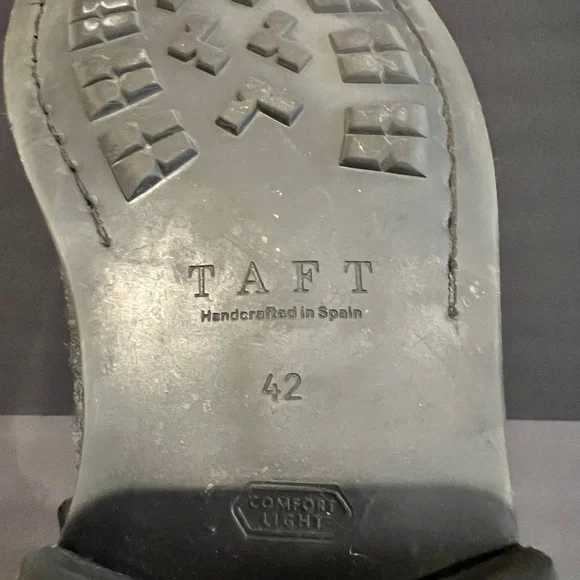 TAFT
Handcrafted in Spain
42
COMFORT
LIGHT